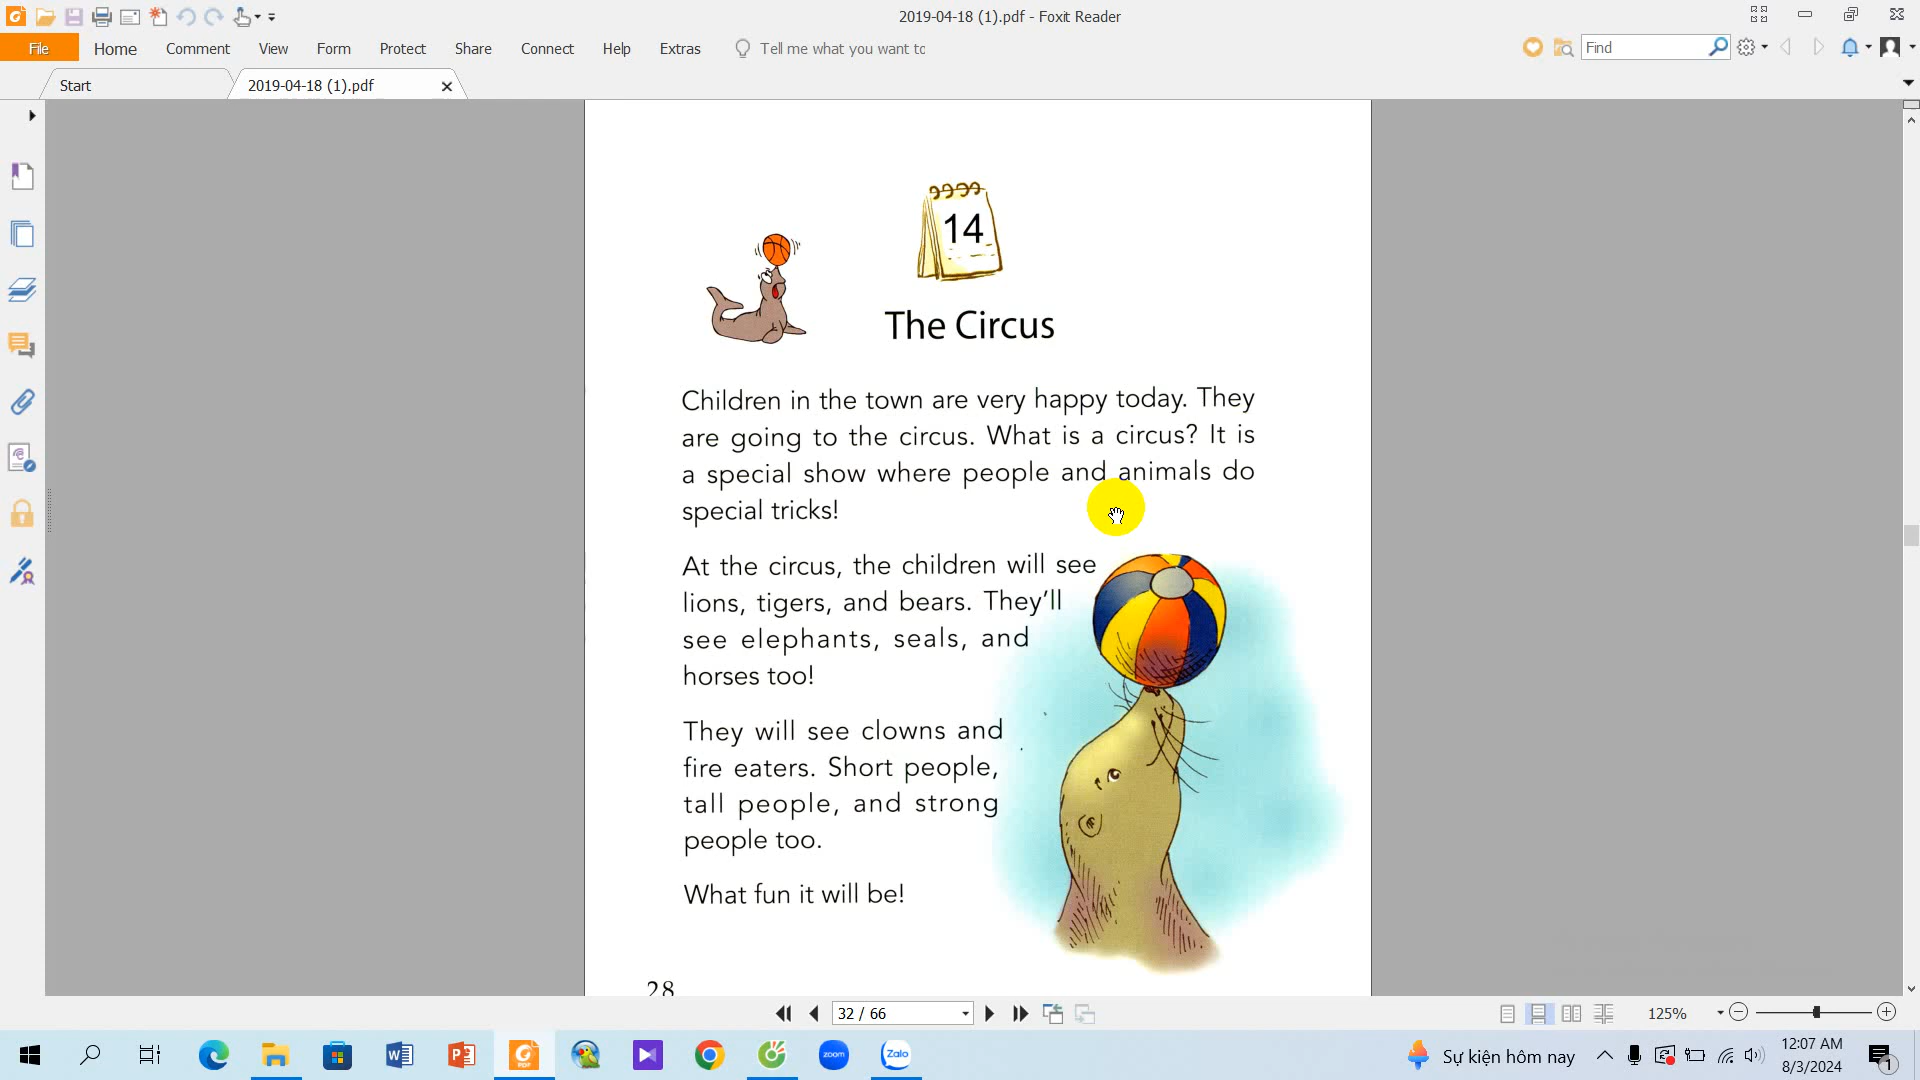 2019-04-18 (1).pdf - Foxit Reader
File Home Comment View Form Protect Share Connect Help Extras Tell me what you want to Find
Start 2019-04-18 (1).pdf
14
The Circus
Children in the town are very happy today. They
are going to the circus. What is a circus? It is
a special show where people and animals do
special tricks!
At the circus, the children will see
lions, tigers, and bears. They'll
see elephants, seals, and
horses too!
They will see clowns and
fire eaters. Short people,
tall people, and strong
people too.
What fun it will be!
28
32 / 66 125%
zoom Zalo Sự kiện hôm nay 12:07 AM
8/3/2024 1